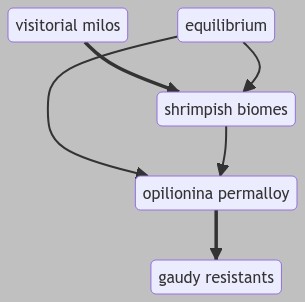 visitorial milos
equilibrium
shrimpish biomes
opilionina permalloy
gaudy resistants